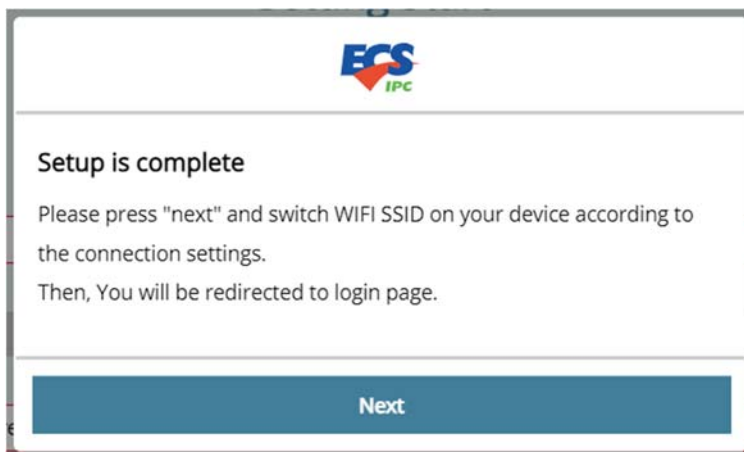 ECS
IPC
Setup is complete
Please press "next" and switch WIFI SSID on your device according to
the connection settings.
Then, You will be redirected to login page.
Next